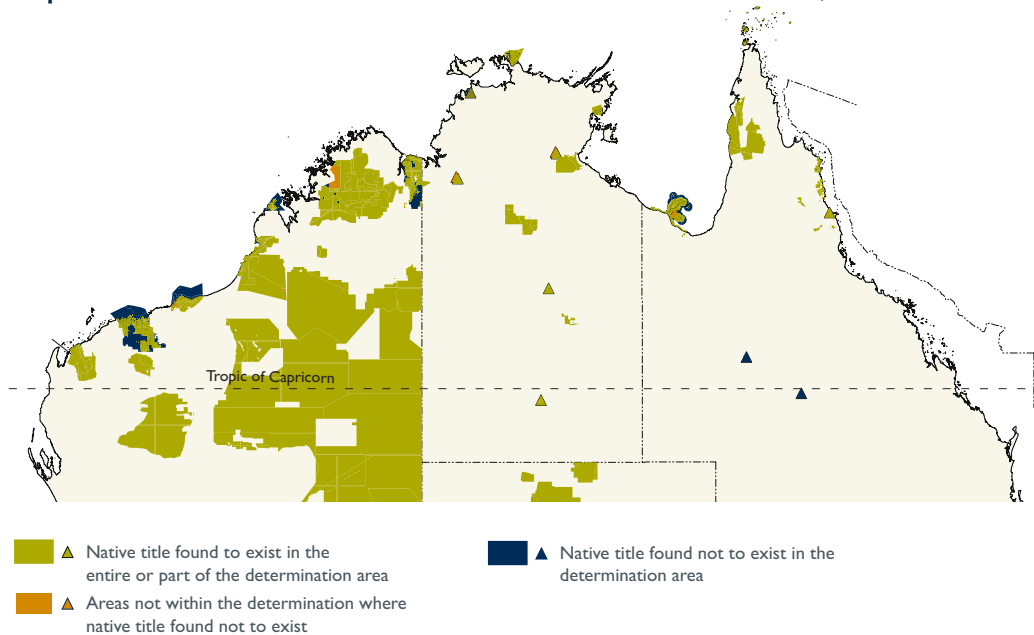 Tropic of Capricorn
Native title found to exist in the
entire or part of the determination area
Areas not within the determination where
native title found not to exist
Native title found not to exist in the
determination area